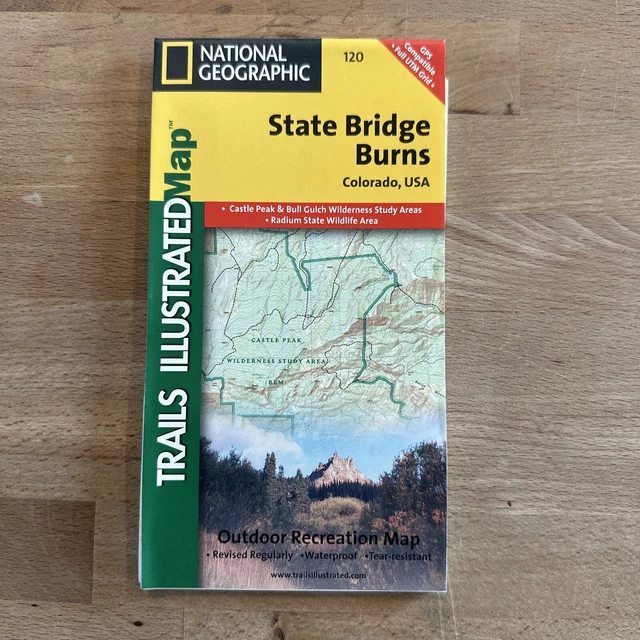 NATIONAL
GEOGRAPHIC
120
GPS
Compatible
• Full UTM Grid •
State Bridge
Burns
Colorado, USA
• Castle Peak & Bull Gulch Wilderness Study Areas
• Radium State Wildlife Area
TRAILS ILLUSTRATED Map™
CASTLE PEAK
WILDERNESS STUDY AREA
BLM
Outdoor Recreation Map
• Revised Regularly •Waterproof •Tear-resistant
www.trailsillustrated.com